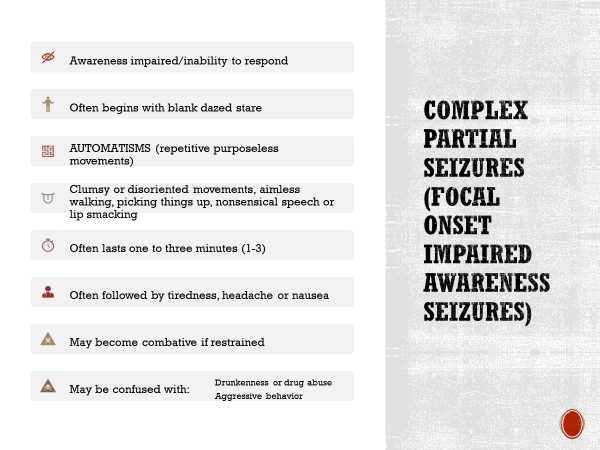 Awareness impaired/inability to respond
Often begins with blank dazed stare
AUTOMATISMS (repetitive purposeless
movements)
Clumsy or disoriented movements, aimless
walking, picking things up, nonsensical speech or
lip smacking
Often lasts one to three minutes (1-3)
Often followed by tiredness, headache or nausea
May become combative if restrained
May be confused with:
Drunkenness or drug abuse
Aggressive behavior
COMPLEX
PARTIAL
SEIZURES
(FOCAL
ONSET
IMPAIRED
AWARENESS
SEIZURES)